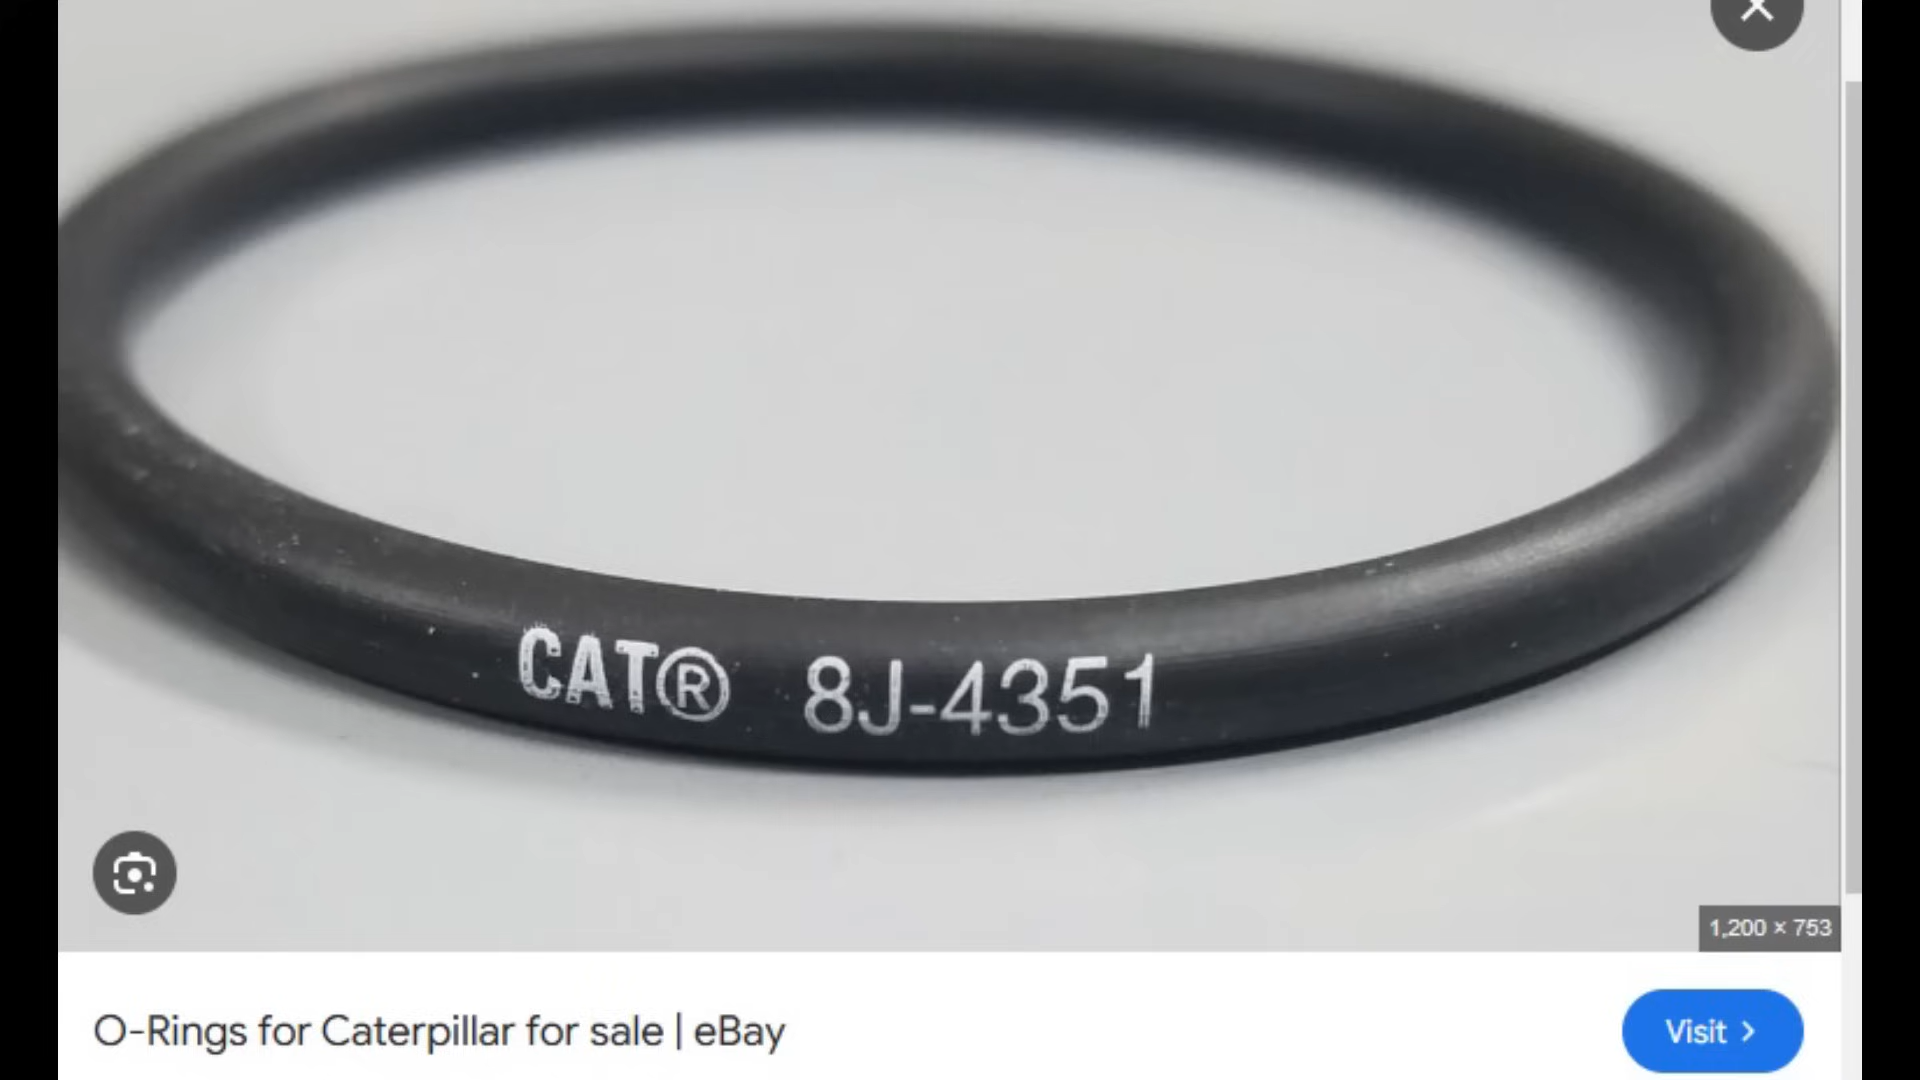 CAT® 8J-4351
1,200 × 753
O-Rings for Caterpillar for sale | eBay
Visit >